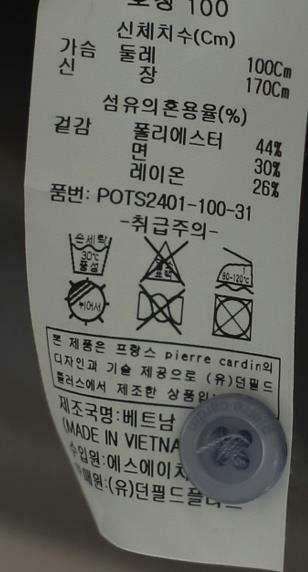 호칭 100
신체치수(Cm)
가슴 둘레 100Cm
신 장 170Cm
섬유의혼용율(%)
겉감 폴리에스터 44%
면 30%
레이온 26%
품번: POTS2401-100-31
-취급주의-
손세탁
30℃
중성
80-120℃
뉘어서
본 제품은 프랑스 pierre cardin의
디자인과 기술 제공으로 (유)던필드
플러스에서 제조한 상품입
제조국명:베트남
(MADE IN VIETNA
수입원:에스에이치
판매원:(유)던필드플러스